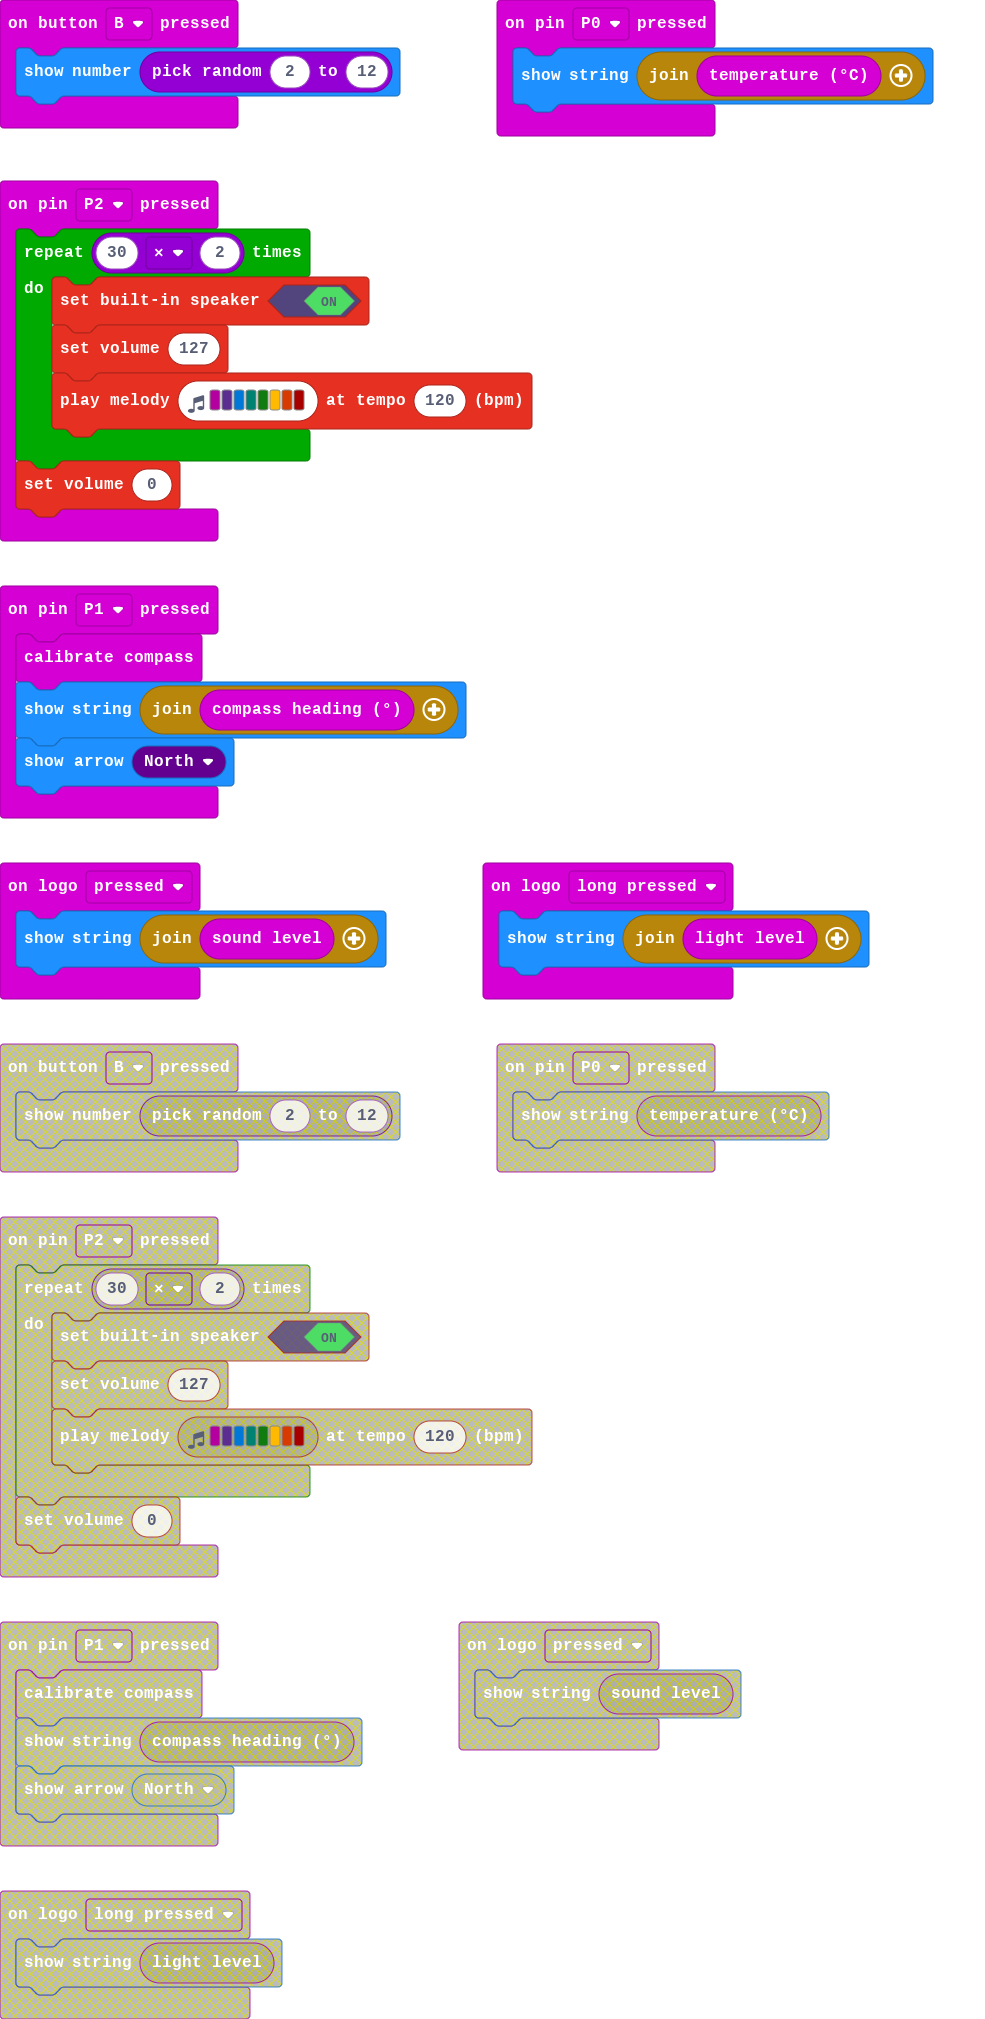 on button B pressed
show number pick random 2 to 12
on pin P0 pressed
show string join temperature (°C)
on pin P2 pressed
repeat 30 × 2 times
do
set built-in speaker ON
set volume 127
play melody at tempo 120 (bpm)
set volume 0
on pin P1 pressed
calibrate compass
show string join compass heading (°)
show arrow North
on logo pressed
show string join sound level
on logo long pressed
show string join light level
on button B pressed
show number pick random 2 to 12
on pin P0 pressed
show string temperature (°C)
on pin P2 pressed
repeat 30 × 2 times
do
set built-in speaker ON
set volume 127
play melody at tempo 120 (bpm)
set volume 0
on pin P1 pressed
calibrate compass
show string compass heading (°)
show arrow North
on logo pressed
show string sound level
on logo long pressed
show string light level